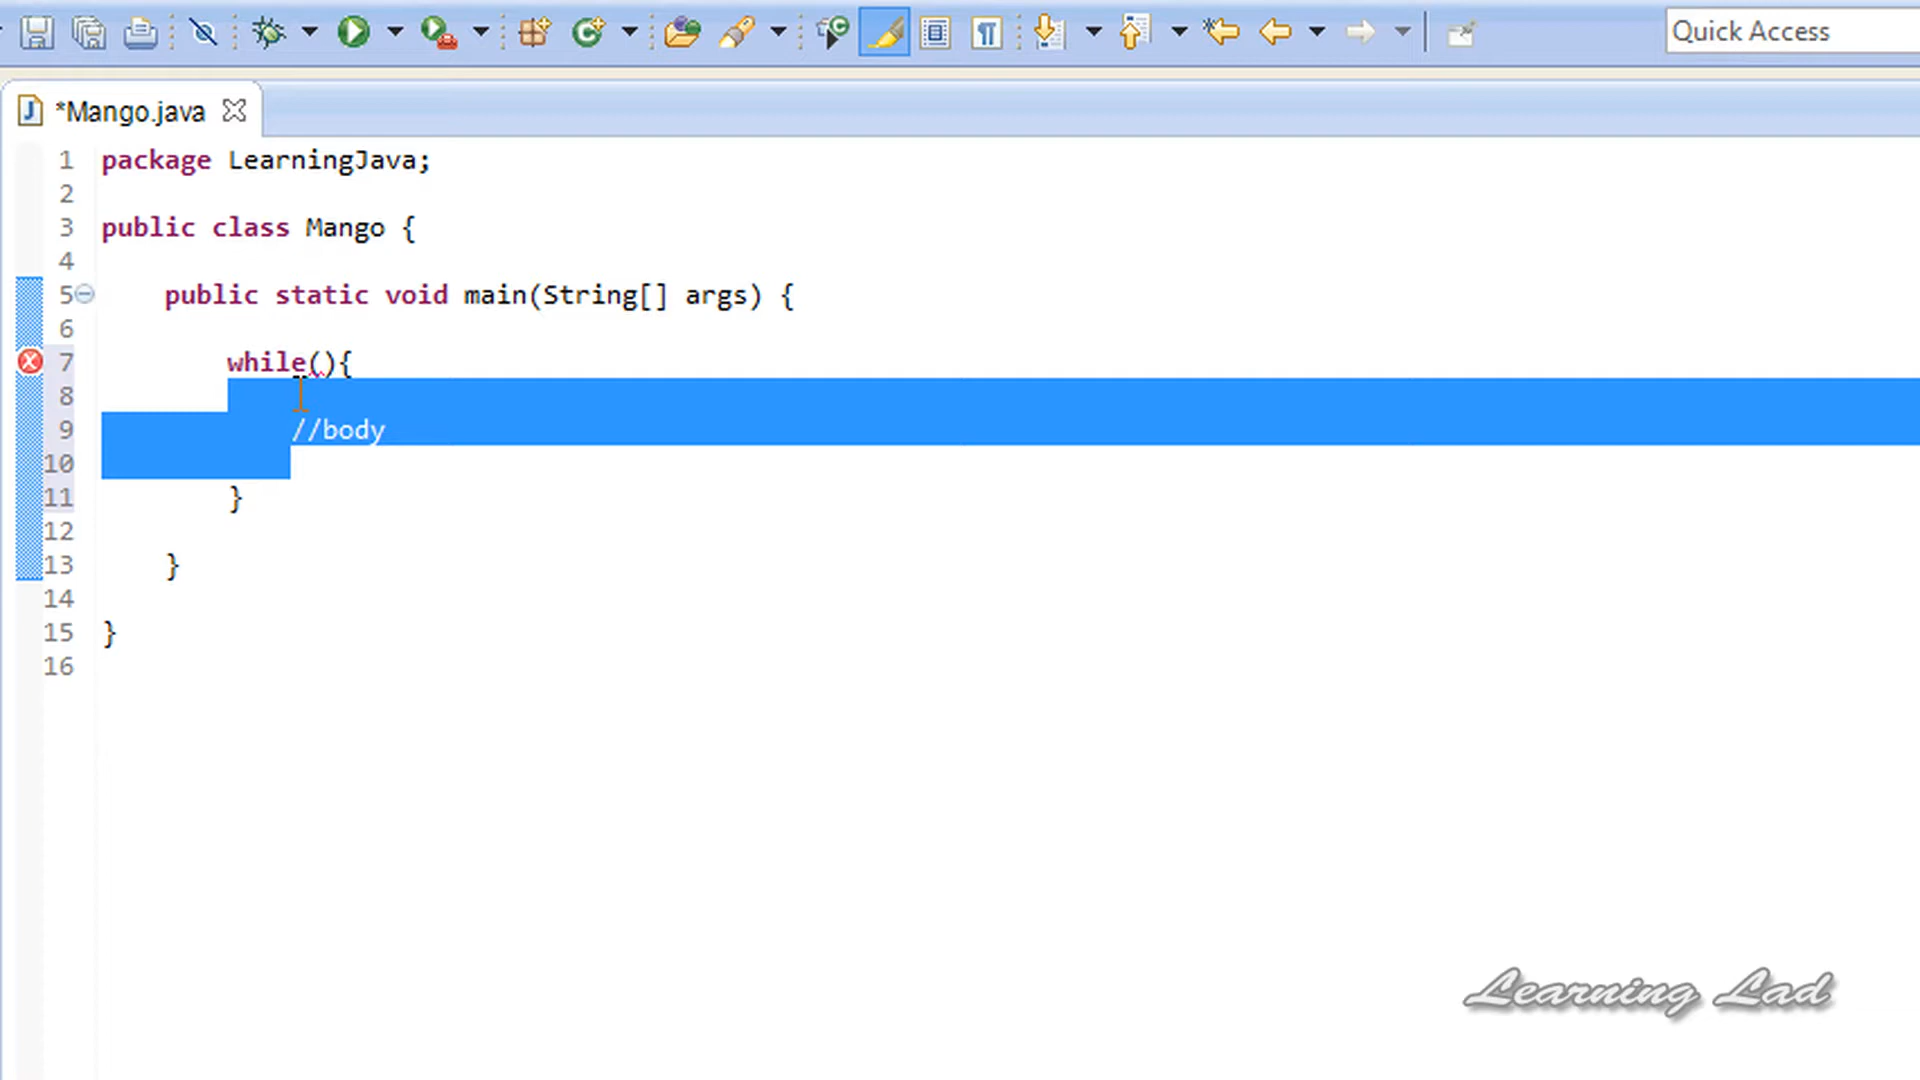 Quick Access
*Mango.java
1 package LearningJava;
2
3 public class Mango {
4
5 public static void main(String[] args) {
6
7 while(){
8
9 //body
10
11 }
12
13 }
14
15 }
16
Learning Lad